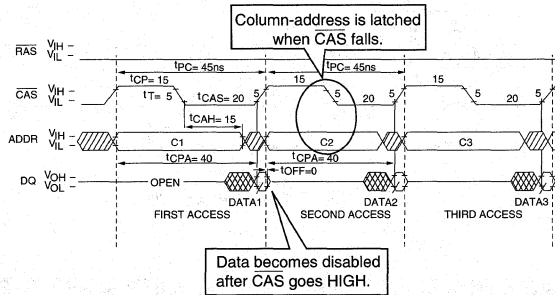 Column-address is latched
when CAS falls.
RAS VIH
VIL
tPC= 45ns
tPC= 45ns
tCP= 15
15
15
CAS VIH
VIL
tT= 5
tCAS= 20
5
5
20
5
5
20
tCAH= 15
ADDR VIH
VIL
C1
C2
C3
tCPA= 40
tCPA= 40
tOFF=0
DQ VOH
VOL
OPEN
DATA1
DATA2
DATA3
FIRST ACCESS
SECOND ACCESS
THIRD ACCESS
Data becomes disabled
after CAS goes HIGH.